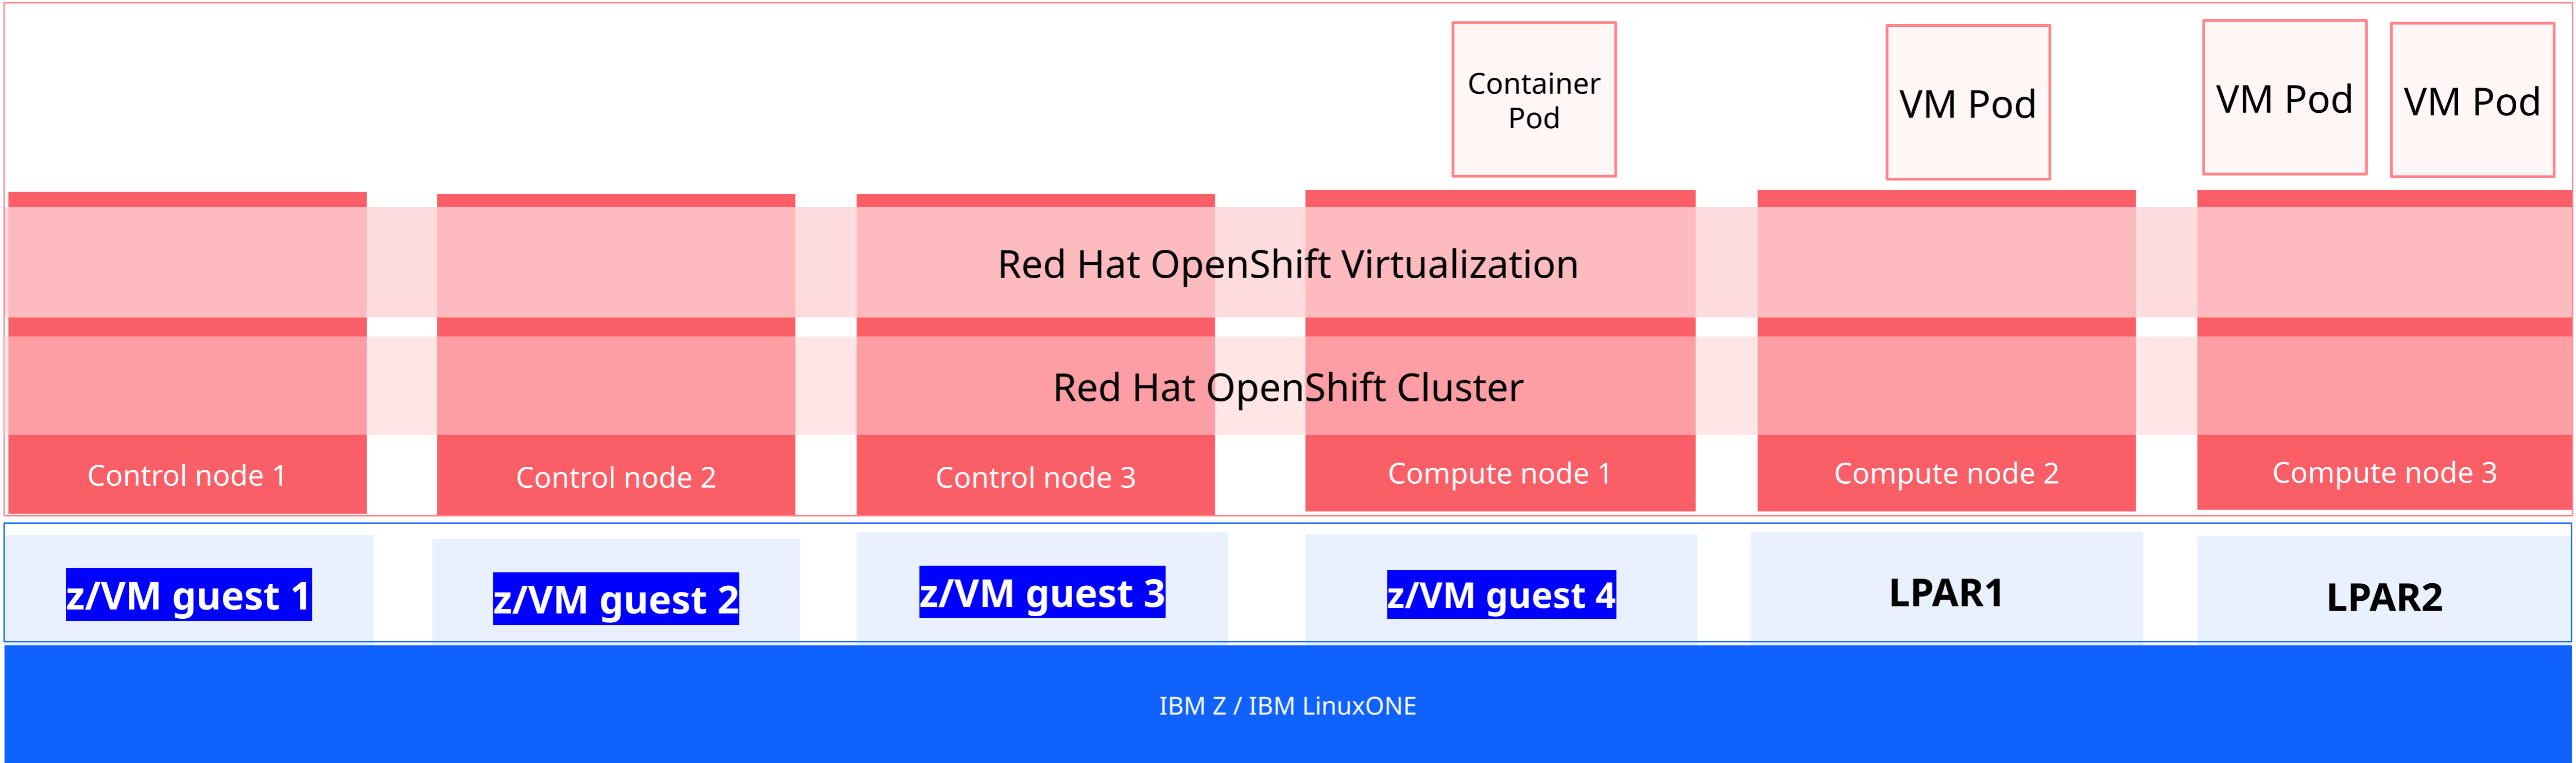 Container
Pod
VM Pod
VM Pod
VM Pod
Red Hat OpenShift Virtualization
Red Hat OpenShift Cluster
Control node 1
Control node 2
Control node 3
Compute node 1
Compute node 2
Compute node 3
z/VM guest 1
z/VM guest 2
z/VM guest 3
z/VM guest 4
LPAR1
LPAR2
IBM Z / IBM LinuxONE